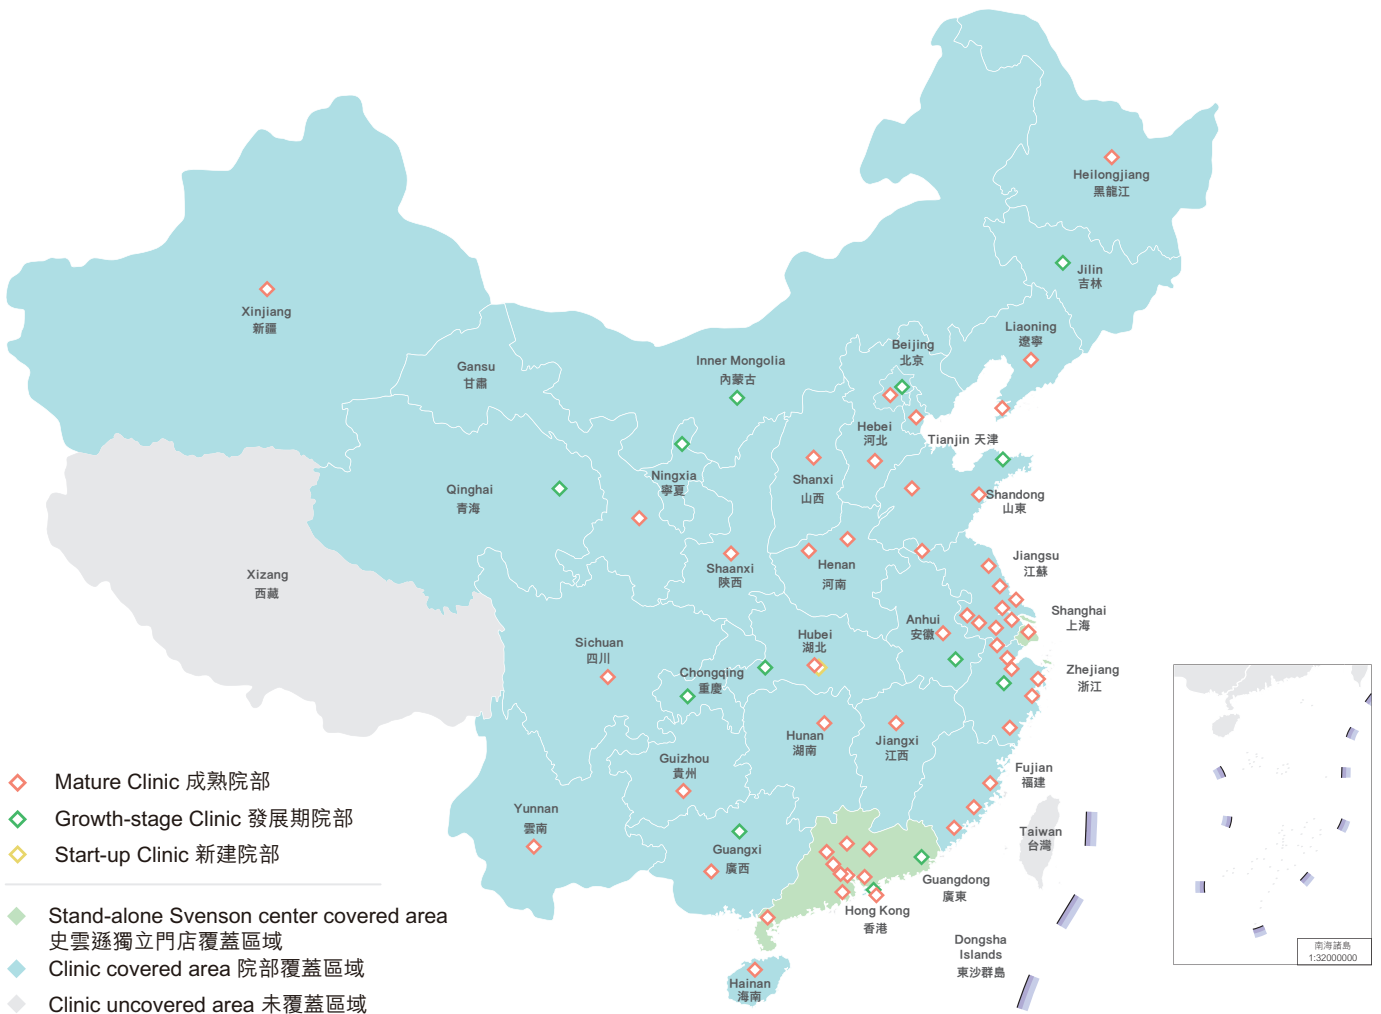 Heilongjiang
黑龍江
Jilin
吉林
Xinjiang
新疆
Liaoning
遼寧
Beijing
北京
Inner Mongolia
內蒙古
Gansu
甘肅
Hebei
河北
Tianjin 天津
Ningxia
寧夏
Shanxi
山西
Qinghai
青海
Shandong
山東
Jiangsu
江蘇
Henan
河南
Shaanxi
陝西
Xizang
西藏
Shanghai
上海
Anhui
安徽
Hubei
湖北
Sichuan
四川
Chongqing
重慶
Zhejiang
浙江
Hunan
湖南
Jiangxi
江西
Guizhou
貴州
Fujian
福建
Yunnan
雲南
Taiwan
台灣
Guangxi
廣西
Guangdong
廣東
Hong Kong
香港
Dongsha
Islands
東沙群島
Hainan
海南
Mature Clinic 成熟院部
Growth-stage Clinic 發展期院部
Start-up Clinic 新建院部
Stand-alone Svenson center covered area
史雲遜獨立門店覆蓋區域
Clinic covered area 院部覆蓋區域
Clinic uncovered area 未覆蓋區域
南海諸島
1:32000000